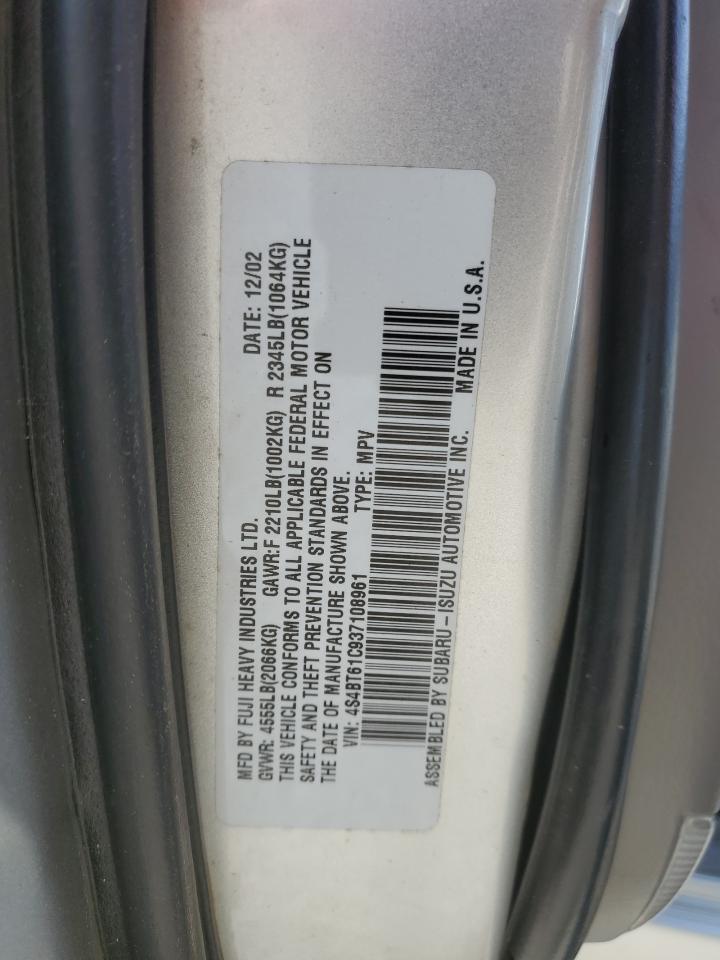 MFD BY FUJI HEAVY INDUSTRIES LTD. DATE: 12/02
GVWR: 4555LB(2066KG) GAWR:F 2210LB(1002KG) R 2345LB(1064KG)
THIS VEHICLE CONFORMS TO ALL APPLICABLE FEDERAL MOTOR VEHICLE
SAFETY AND THEFT PREVENTION STANDARDS IN EFFECT ON
THE DATE OF MANUFACTURE SHOWN ABOVE.
VIN: 4S4BT61C937108961 TYPE: MPV
ASSEMBLED BY SUBARU-ISUZU AUTOMOTIVE INC. MADE IN U.S.A.